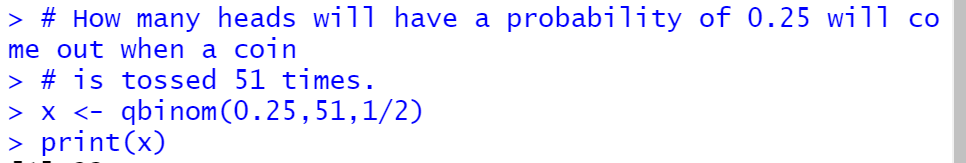 > # How many heads will have a probability of 0.25 will co
me out when a coin
> # is tossed 51 times.
> x <- qbinom(0.25,51,1/2)
> print(x)